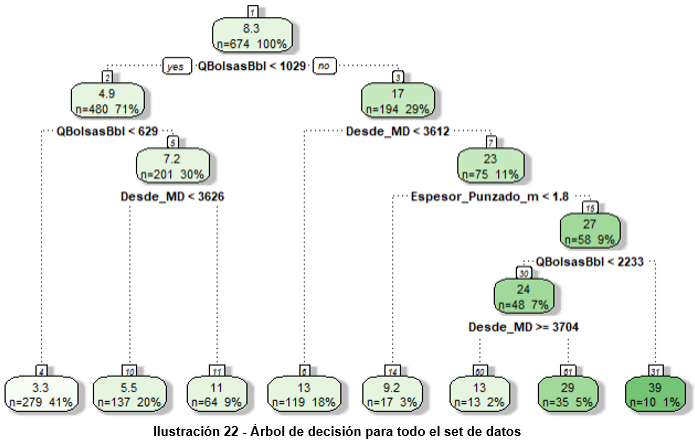 1
8.3
n=674 100%
yes QBolsasBbl < 1029 no
2
4.9
n=480 71%
3
17
n=194 29%
QBolsasBbl < 629
Desde_MD < 3612
5
7.2
n=201 30%
7
23
n=75 11%
Desde_MD < 3626
Espesor_Punzado_m < 1.8
15
27
n=58 9%
QBolsasBbl < 2233
30
24
n=48 7%
Desde_MD >= 3704
4
3.3
n=279 41%
10
5.5
n=137 20%
11
11
n=64 9%
6
13
n=119 18%
14
9.2
n=17 3%
60
13
n=13 2%
61
29
n=35 5%
31
39
n=10 1%
Ilustración 22 - Árbol de decisión para todo el set de datos